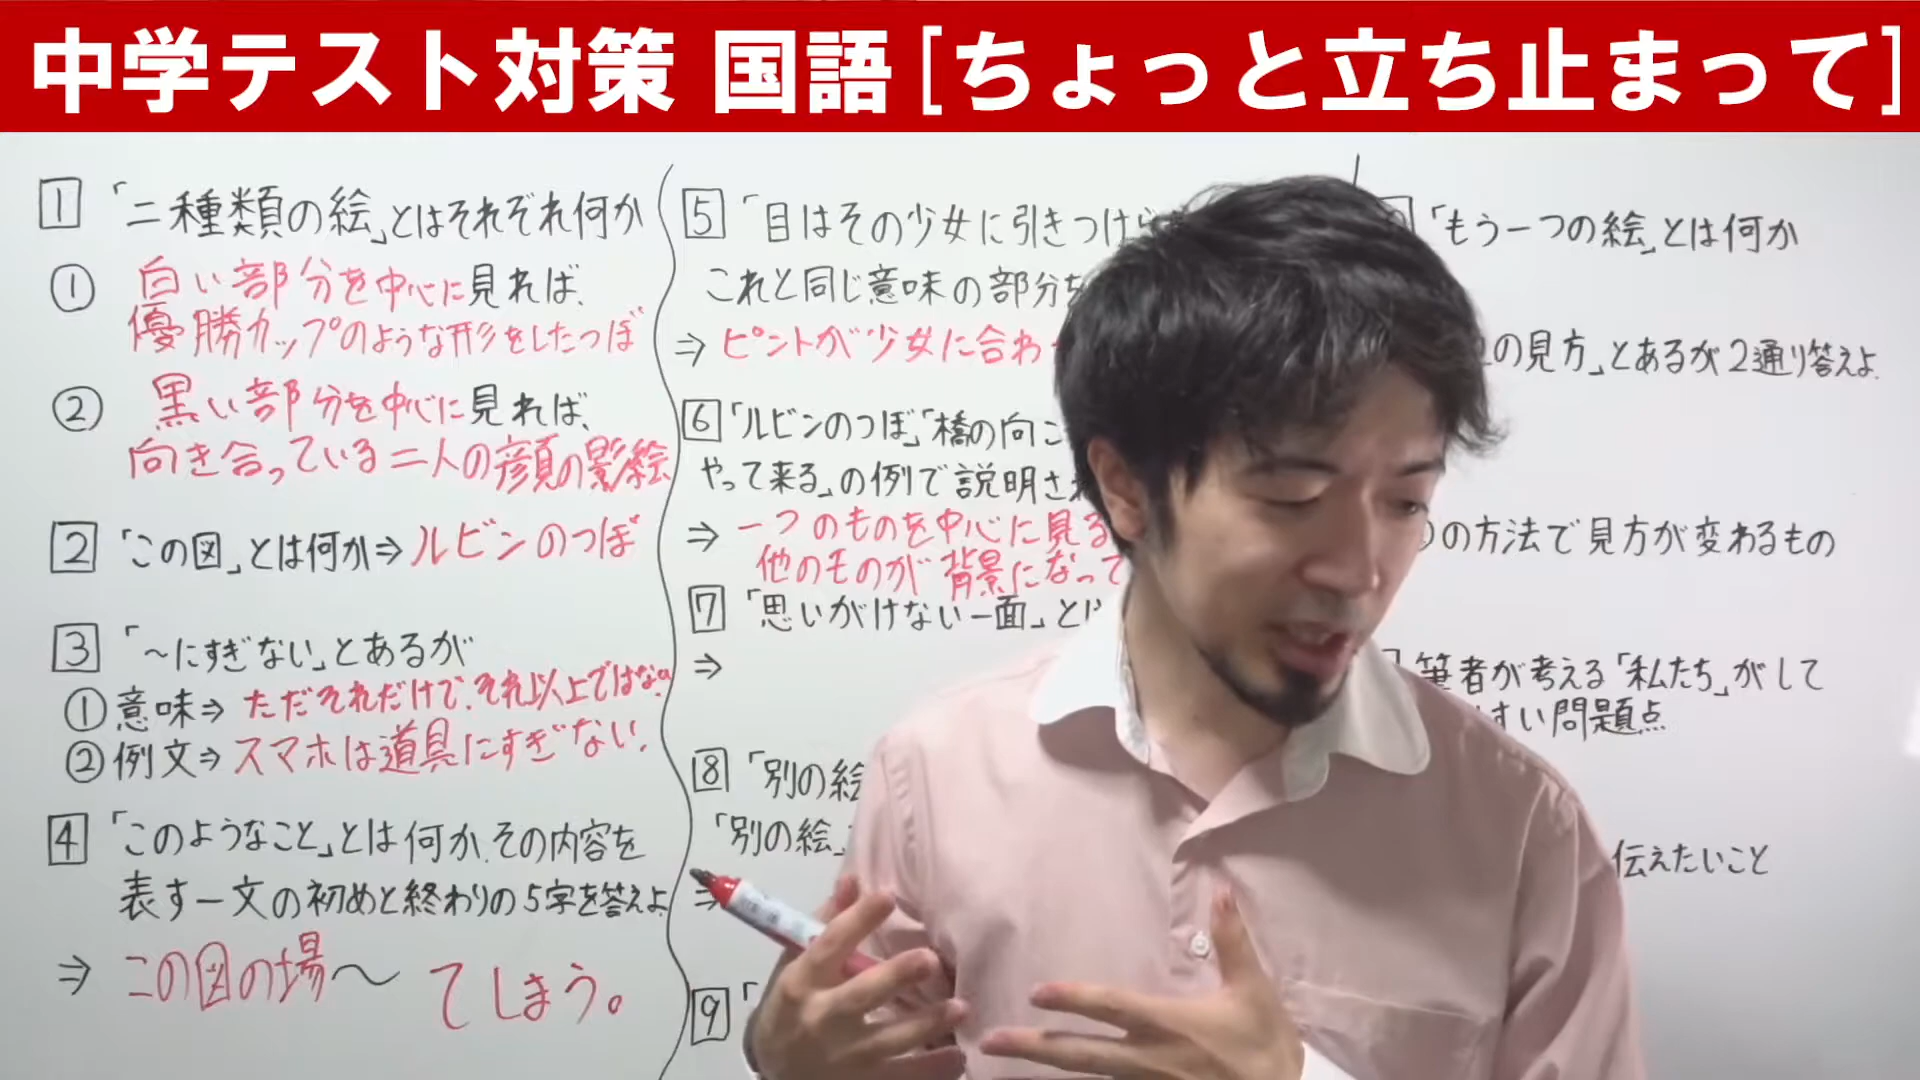 中学テスト対策 国語[ちょっと立ち止まって]
1 「二種類の絵」とはそれぞれ何か
① 白い部分を中心に見れば、
優勝カップのような形をしたつぼ
② 黒い部分を中心に見れば、
向き合っている二人の顔の影絵
2 「この図」とは何か⇒ルビンのつぼ
3 「~にすぎない」とあるが
①意味⇒ ただそれだけで、それ以上ではない。
②例文⇒ スマホは道具にすぎない。
4 「このようなこと」とは何か。その内容を
表す一文の初めと終わりの5字を答えよ。
⇒ この図の場~ てしまう。
5 「目はその少女に引きつけら
これと同じ意味の部分を
⇒ ピントが少女に合わ
6 「ルビンのつぼ」「橋の向こ
やって来る」の例で説明され
⇒ 一つのものを中心に見る
他のものが背景になって
7 「思いがけない一面」とは
⇒
8 「別の絵
「別の絵」
⇒
9 「
「もう一つの絵」とは何か
の見方」とあるが2通り答えよ。
の方法で見方が変わるもの
筆者が考える「私たち」がして
すい問題点
伝えたいこと